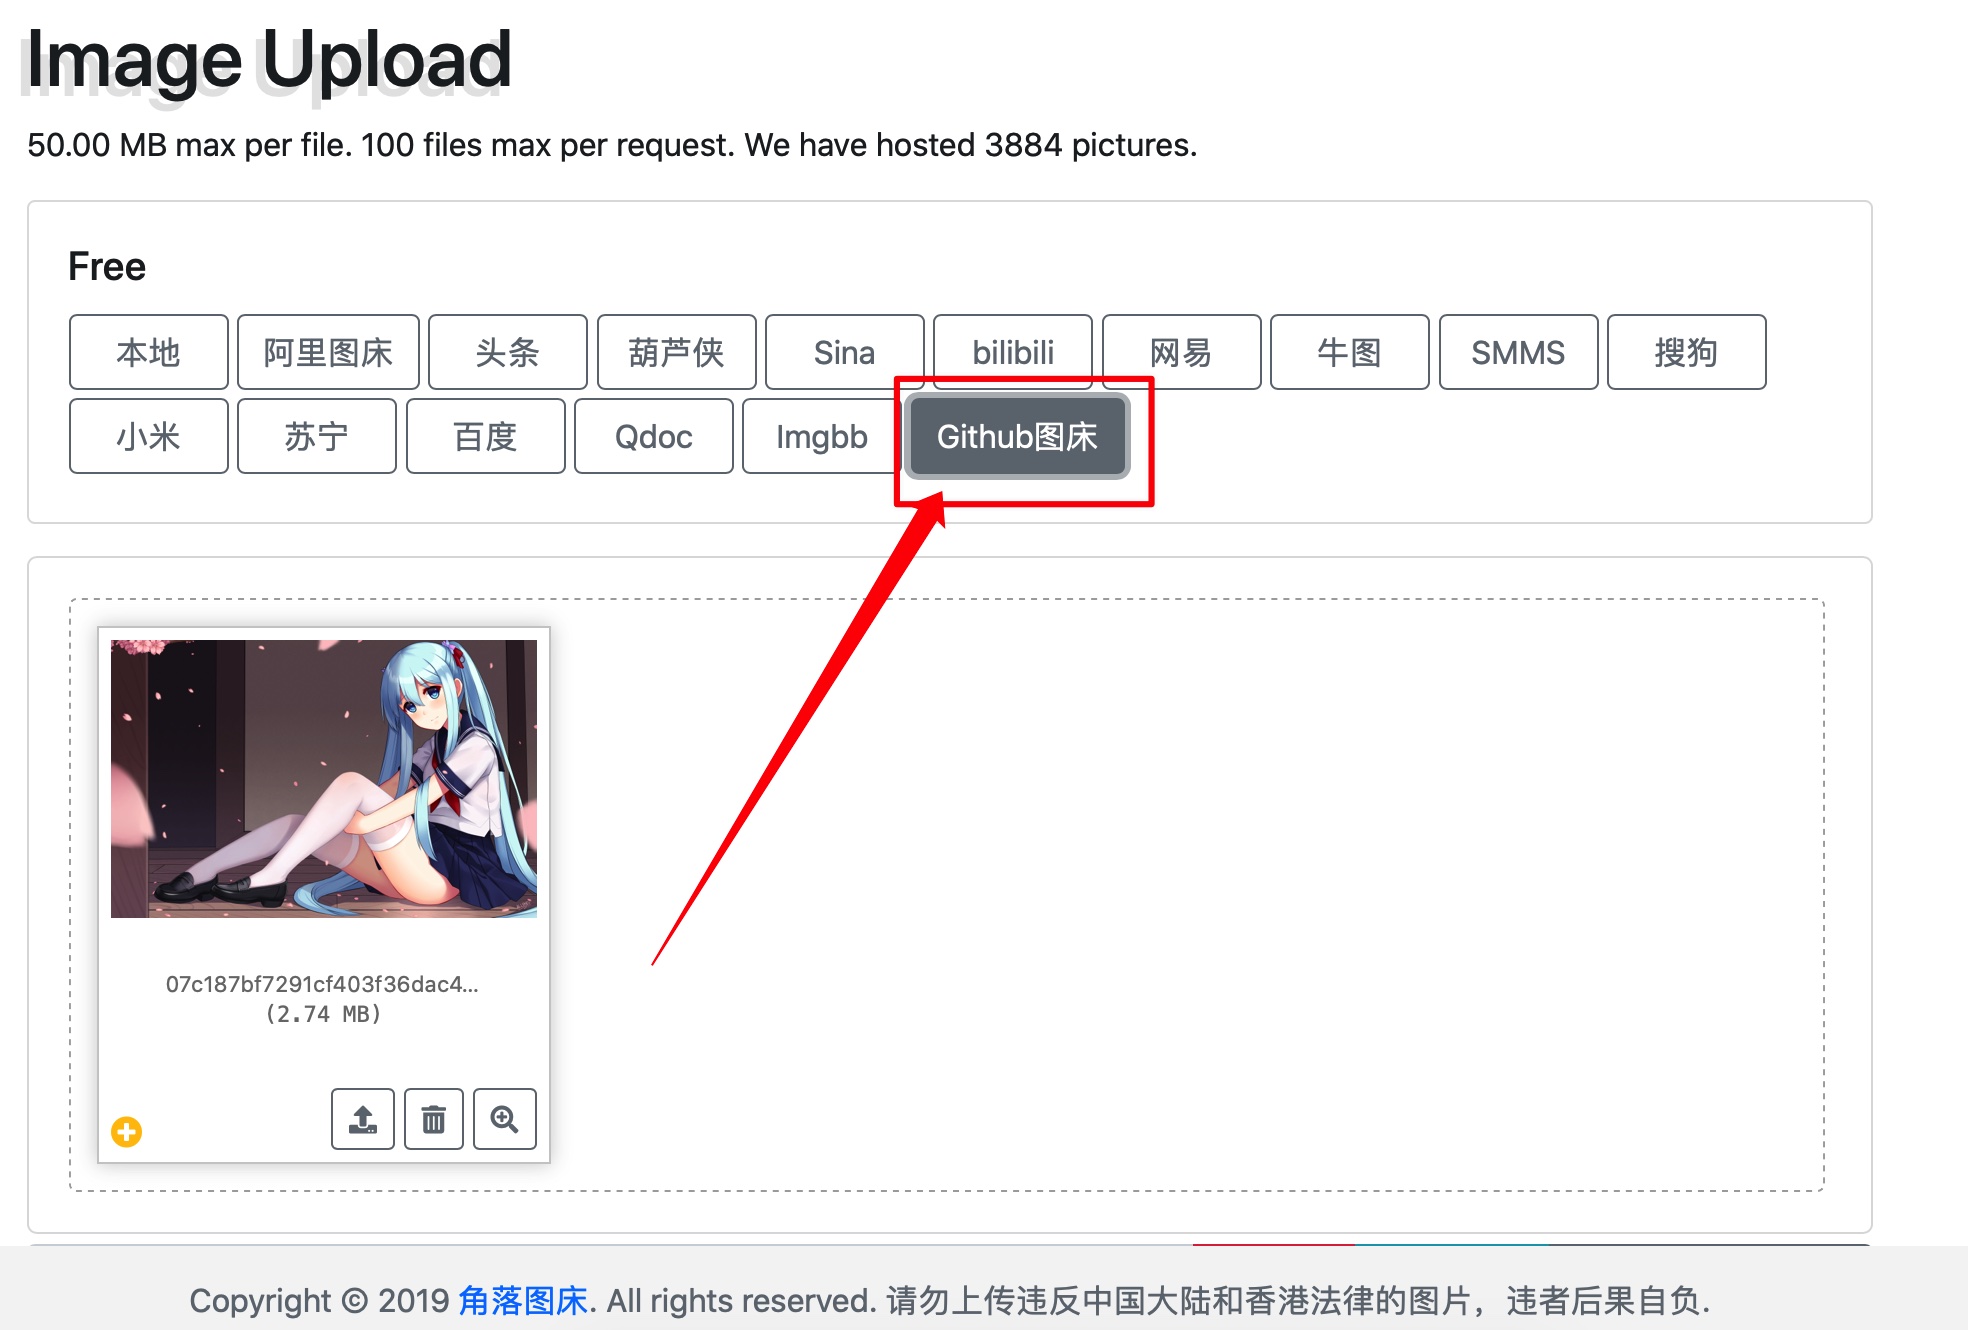 Image Upload
50.00 MB max per file. 100 files max per request. We have hosted 3884 pictures.
Free
本地 阿里图床 头条 葫芦侠 Sina bilibili 网易 牛图 SMMS 搜狗
小米 苏宁 百度 Qdoc Imgbb Github图床
07c187bf7291cf403f36dac4...
(2.74 MB)
Copyright © 2019 角落图床. All rights reserved. 请勿上传违反中国大陆和香港法律的图片，违者后果自负.